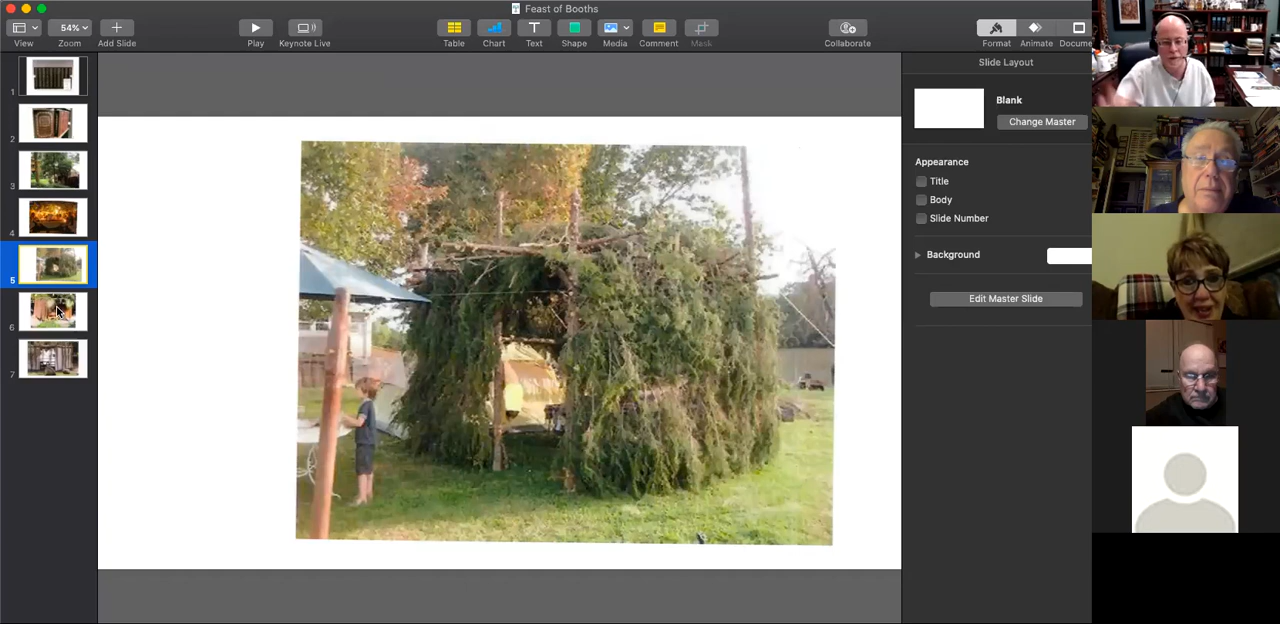 Feast of Booths
54%
View
Zoom
Add Slide
Play
Keynote Live
Table
Chart
Text
Shape
Media
Comment
Mask
Collaborate
Format
Animate
Docume
1
2
3
4
5
6
7
Slide Layout
Blank
Change Master
Appearance
Title
Body
Slide Number
Background
Edit Master Slide